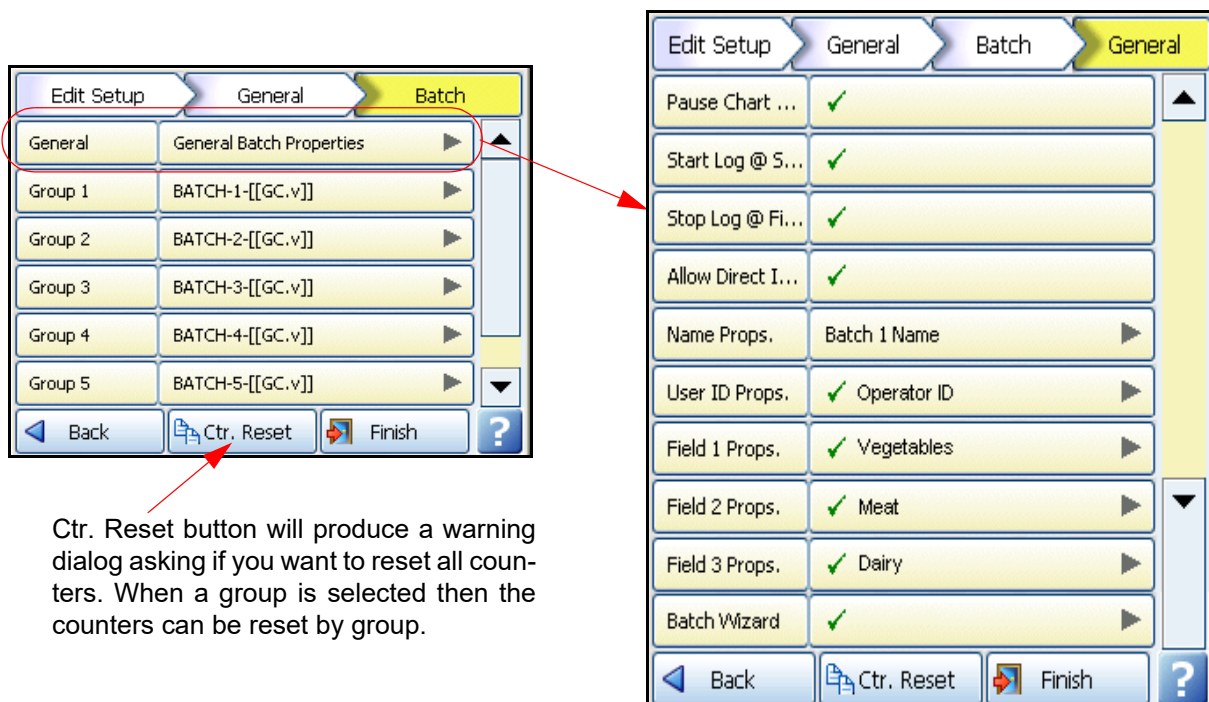 Edit Setup General Batch
General General Batch Properties
Group 1 BATCH-1-[[GC.v]]
Group 2 BATCH-2-[[GC.v]]
Group 3 BATCH-3-[[GC.v]]
Group 4 BATCH-4-[[GC.v]]
Group 5 BATCH-5-[[GC.v]]
Back Ctr. Reset Finish ?
Ctr. Reset button will produce a warning
dialog asking if you want to reset all coun-
ters. When a group is selected then the
counters can be reset by group.
Edit Setup General Batch General
Pause Chart ...
Start Log @ S...
Stop Log @ Fi...
Allow Direct I...
Name Props. Batch 1 Name
User ID Props. Operator ID
Field 1 Props. Vegetables
Field 2 Props. Meat
Field 3 Props. Dairy
Batch Wizard
Back Ctr. Reset Finish ?